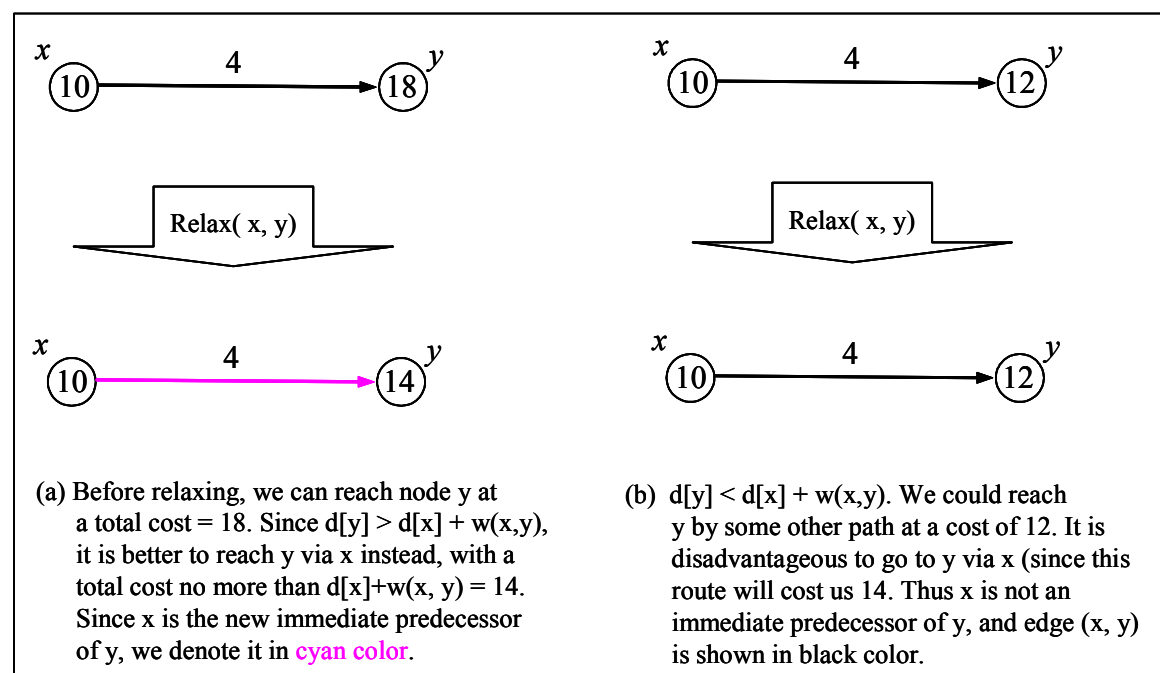 x 4 y
10 18
Relax( x, y)
x 4 y
10 14
(a) Before relaxing, we can reach node y at
a total cost = 18. Since d[y] > d[x] + w(x,y),
it is better to reach y via x instead, with a
total cost no more than d[x]+w(x, y) = 14.
Since x is the new immediate predecessor
of y, we denote it in cyan color.
x 4 y
10 12
Relax( x, y)
x 4 y
10 12
(b) d[y] < d[x] + w(x,y). We could reach
y by some other path at a cost of 12. It is
disadvantageous to go to y via x (since this
route will cost us 14. Thus x is not an
immediate predecessor of y, and edge (x, y)
is shown in black color.